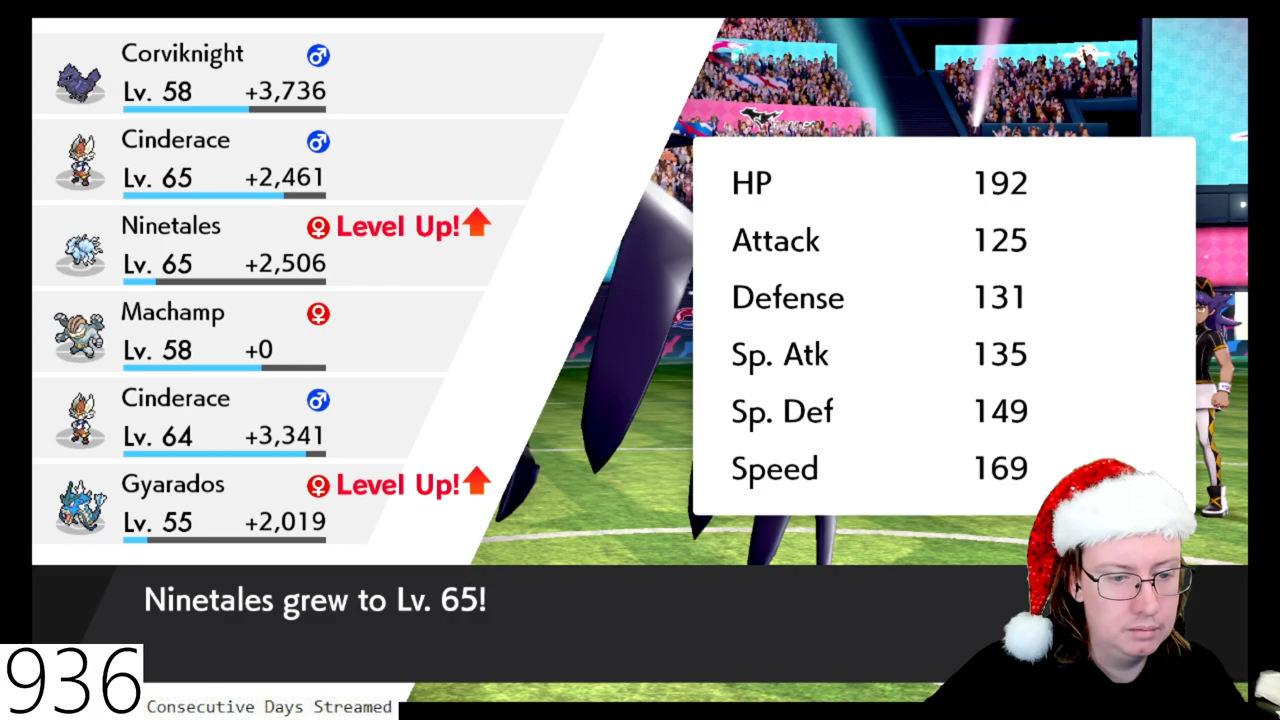 Corviknight ♂
Lv. 58 +3,736
Cinderace ♂
Lv. 65 +2,461
Ninetales ♀ Level Up!
Lv. 65 +2,506
Machamp ♀
Lv. 58 +0
Cinderace ♂
Lv. 64 +3,341
Gyarados ♀ Level Up!
Lv. 55 +2,019
HP 192
Attack 125
Defense 131
Sp. Atk 135
Sp. Def 149
Speed 169
Ninetales grew to Lv. 65!
936
Consecutive Days Streamed